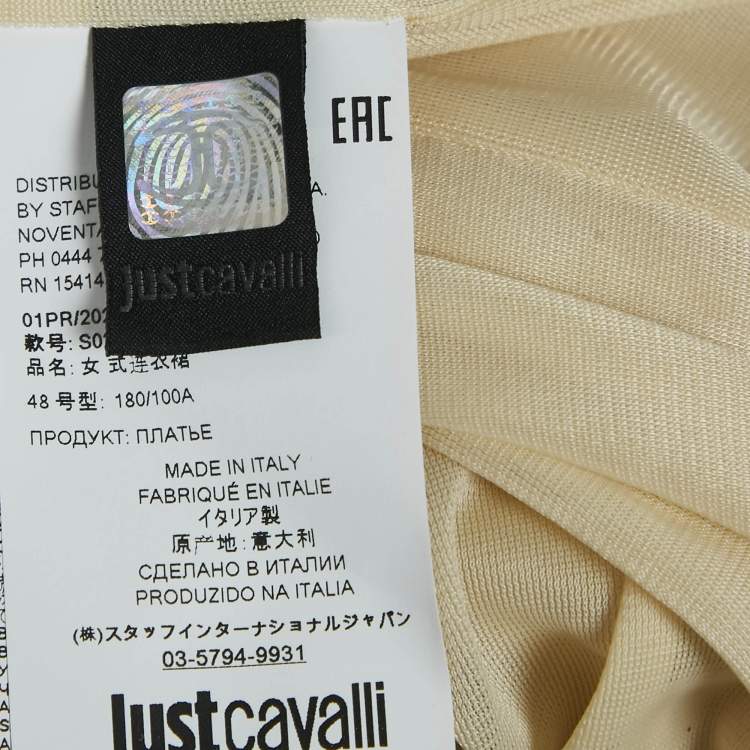 EAC
DISTRIBU A.
BY STAF
NOVENTA
PH 0444 7
RN 15414
justcavalli
01PR/202
款号: S0
品名: 女 式连衣裙
48 号型: 180/100A
ПРОДУКТ: ПЛАТЬЕ
MADE IN ITALY
FABRIQUÉ EN ITALIE
イタリア製
原产地: 意大利
СДЕЛАНО В ИТАЛИИ
PRODUZIDO NA ITALIA
(株)スタッフインターナショナルジャパン
03-5794-9931
justcavalli